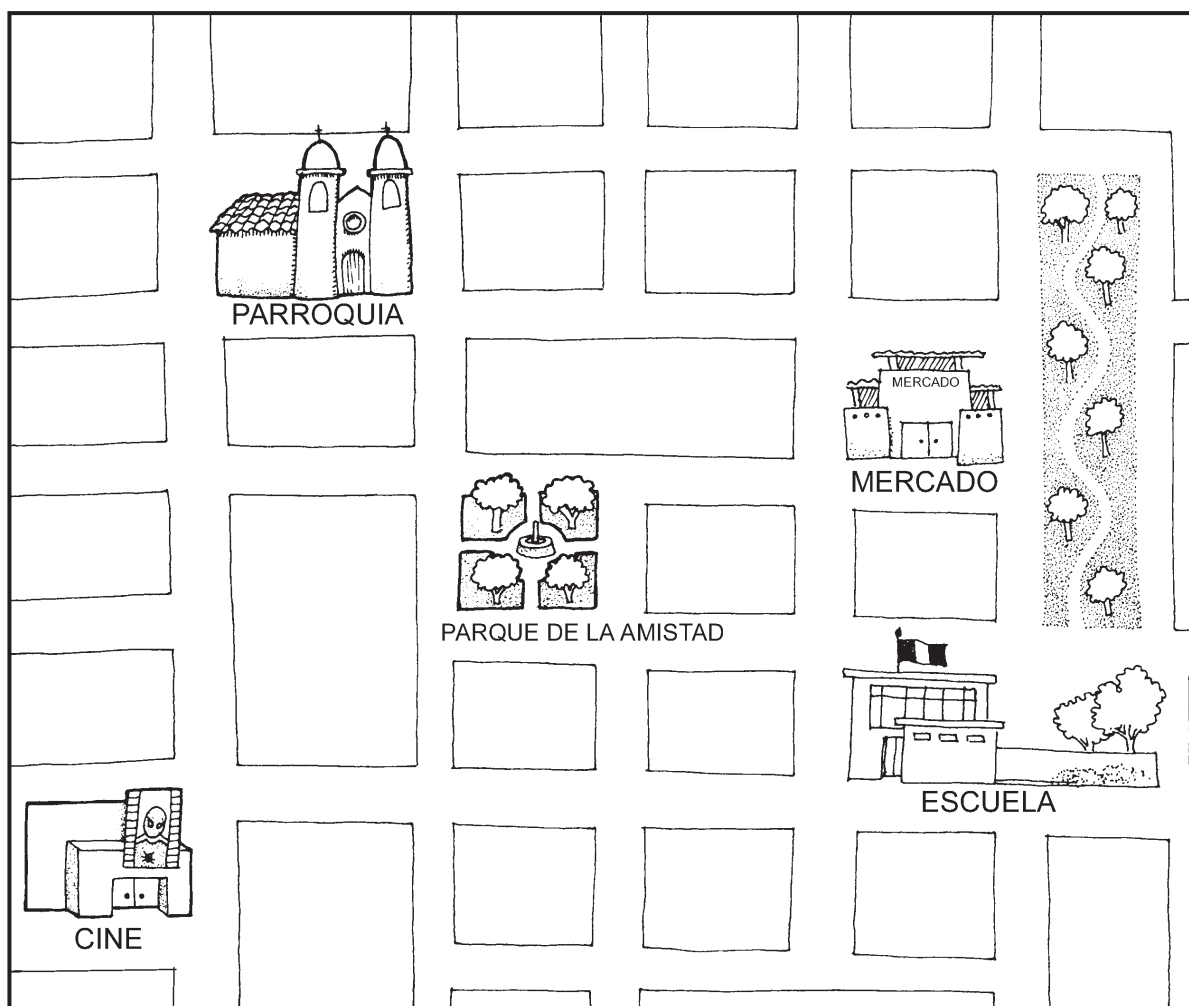 PARROQUIA
MERCADO
MERCADO
PARQUE DE LA AMISTAD
ESCUELA
CINE